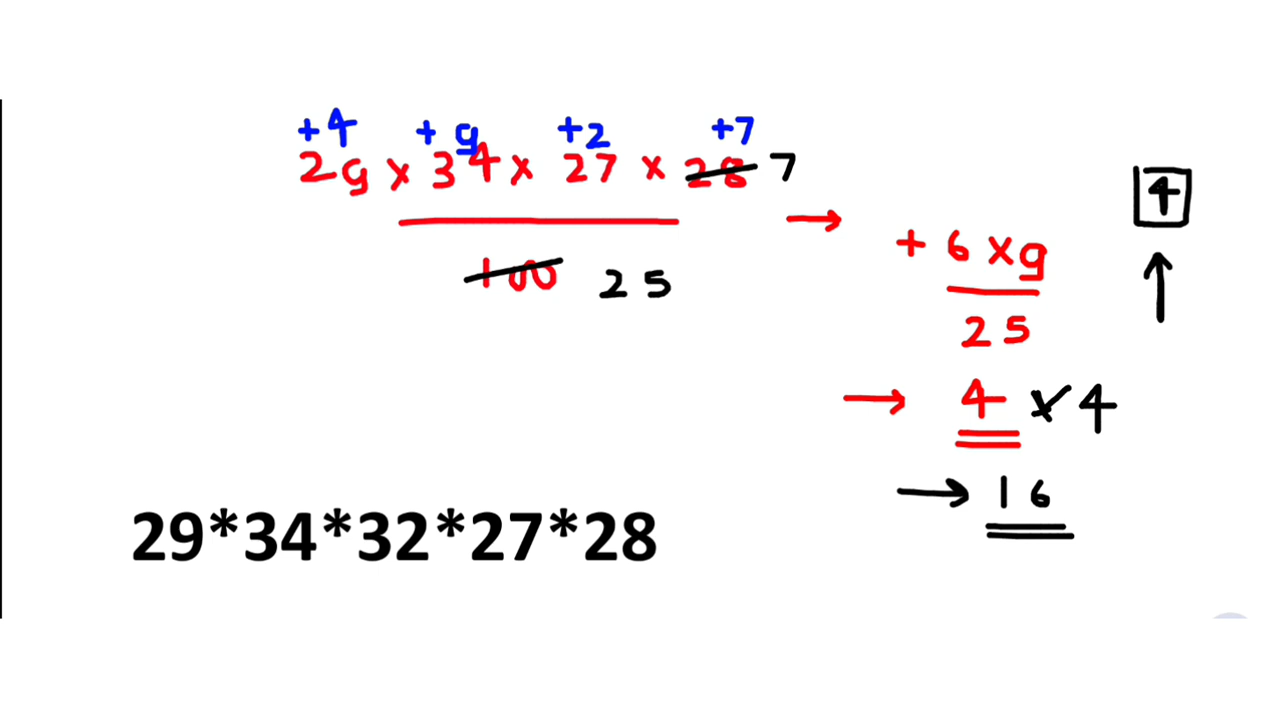 +4 +9 +2 +7
29 x 34 x 27 x 28 7
100 25
→ + 6 x 9
25
4
→ 4 x 4
→ 16
29*34*32*27*28